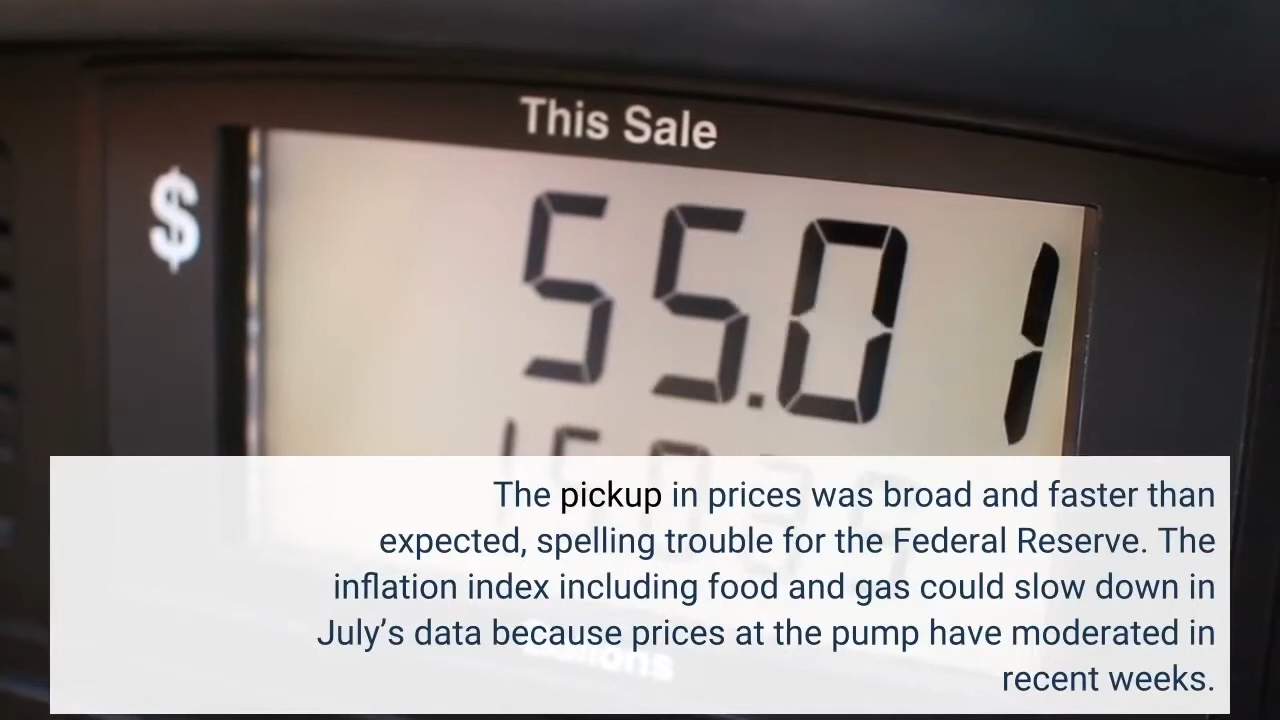 This Sale
$
55.01
The pickup in prices was broad and faster than
expected, spelling trouble for the Federal Reserve. The
inflation index including food and gas could slow down in
July’s data because prices at the pump have moderated in
recent weeks.